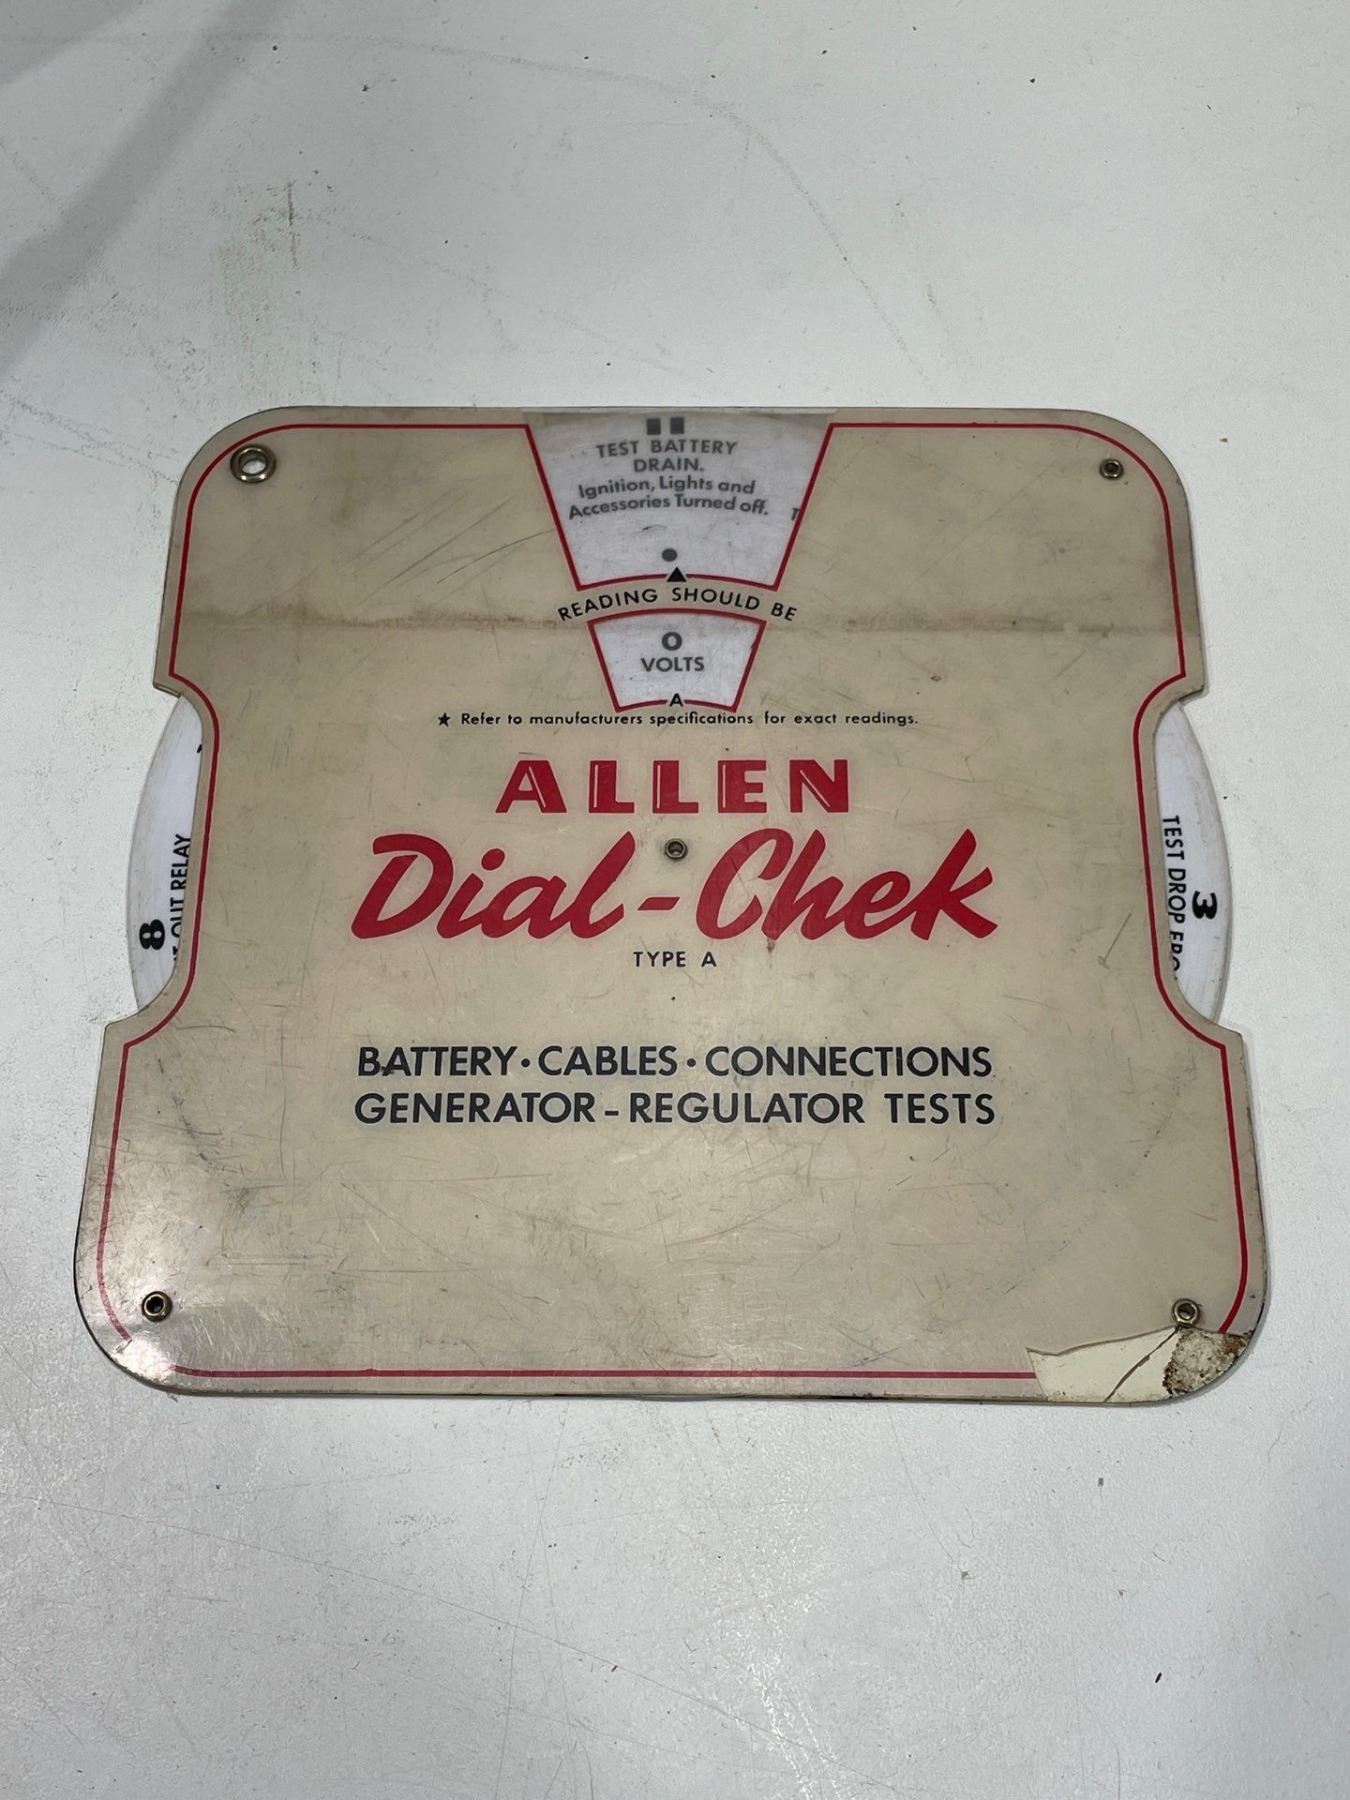 11
TEST BATTERY
DRAIN.
Ignition, Lights and
Accessories Turned off.
READING SHOULD BE
0
VOLTS
A
★ Refer to manufacturers specifications for exact readings.
ALLEN
Dial-Chek
TYPE A
BATTERY • CABLES • CONNECTIONS
GENERATOR - REGULATOR TESTS
8
OUT RELAY
3
TEST DROP